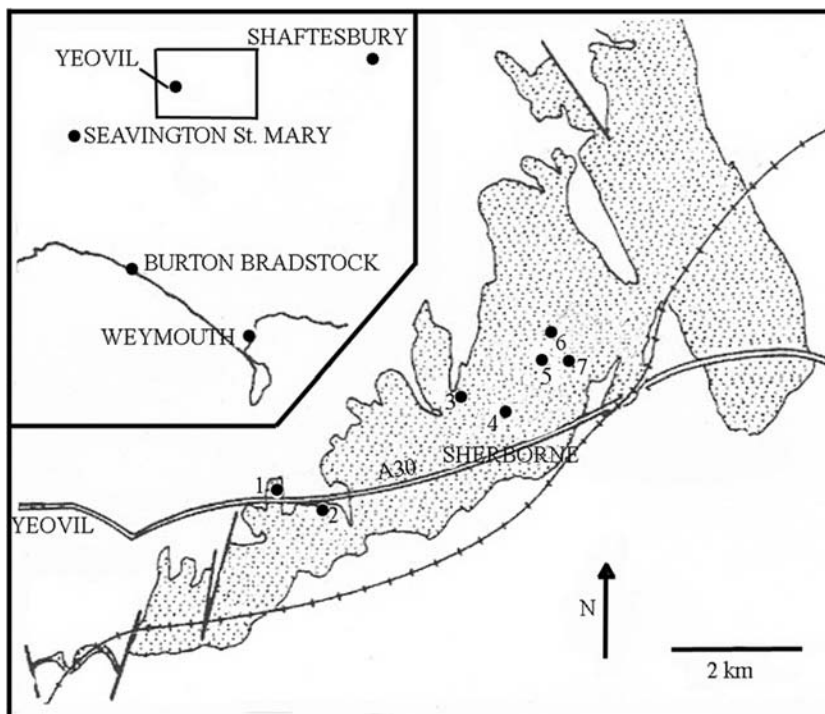 SHAFTESBURY
YEOVIL
SEAVINGTON St. MARY
BURTON BRADSTOCK
WEYMOUTH
6
5
7
3
4
SHERBORNE
A30
1
2
YEOVIL
N
2 km